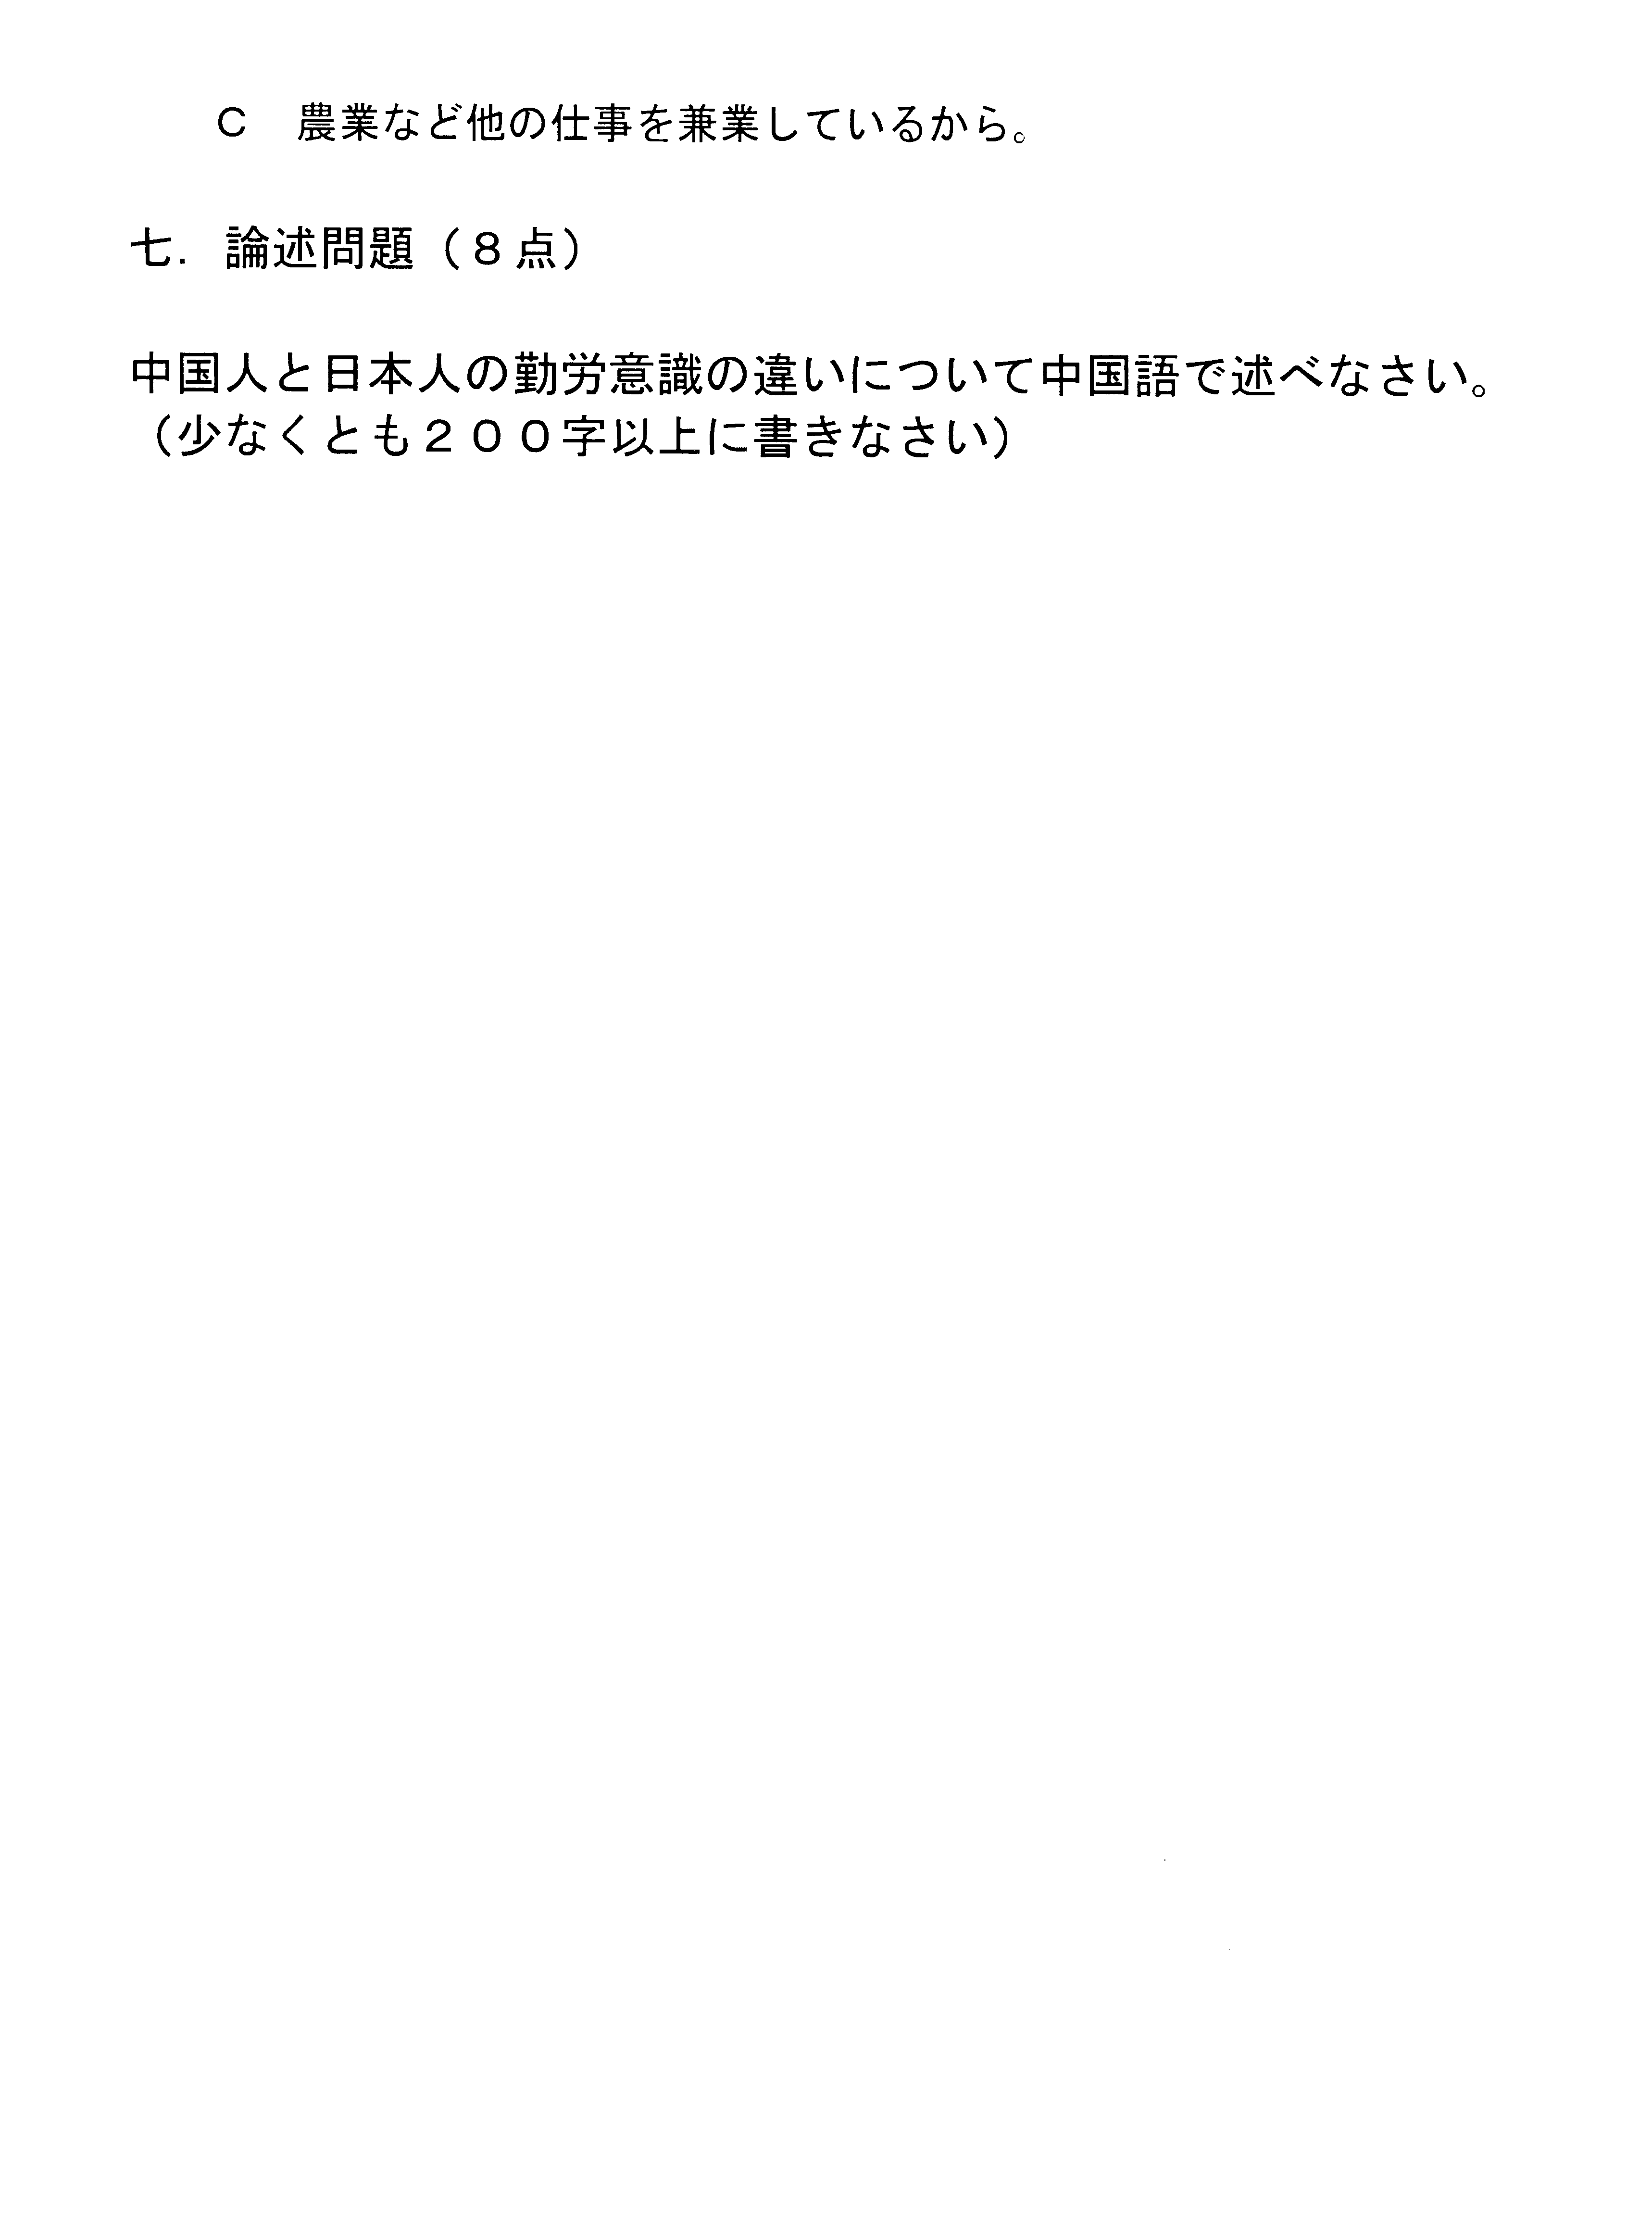 Ｃ　農業など他の仕事を兼業しているから。
七．論述問題（８点）
中国人と日本人の勤労意識の違いについて中国語で述べなさい。
（少なくとも２００字以上に書きなさい）